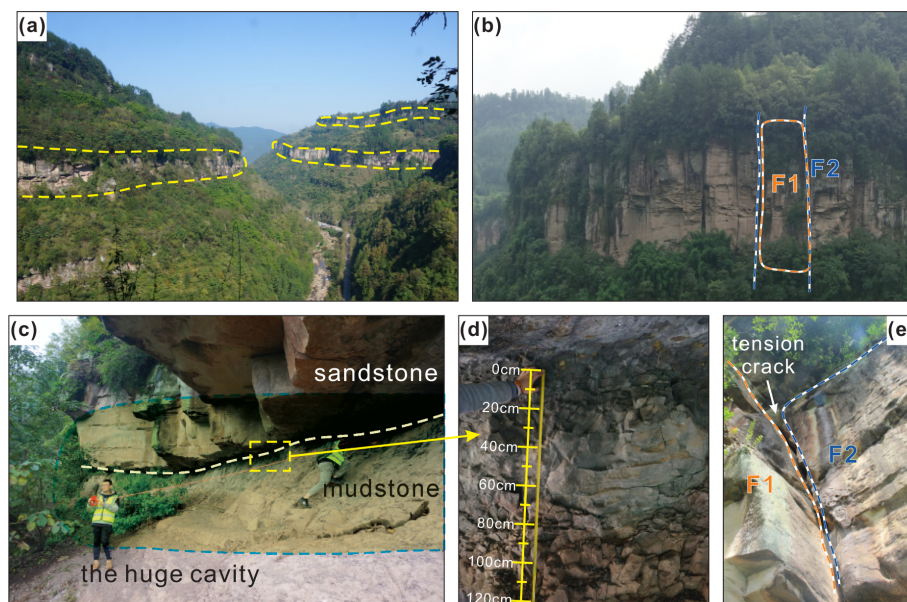 (a)
(b)
F1
F2
(c)
sandstone
mudstone
the huge cavity
(d)
0cm
20cm
40cm
60cm
80cm
100cm
120cm
(e)
tension
crack
F2
F1